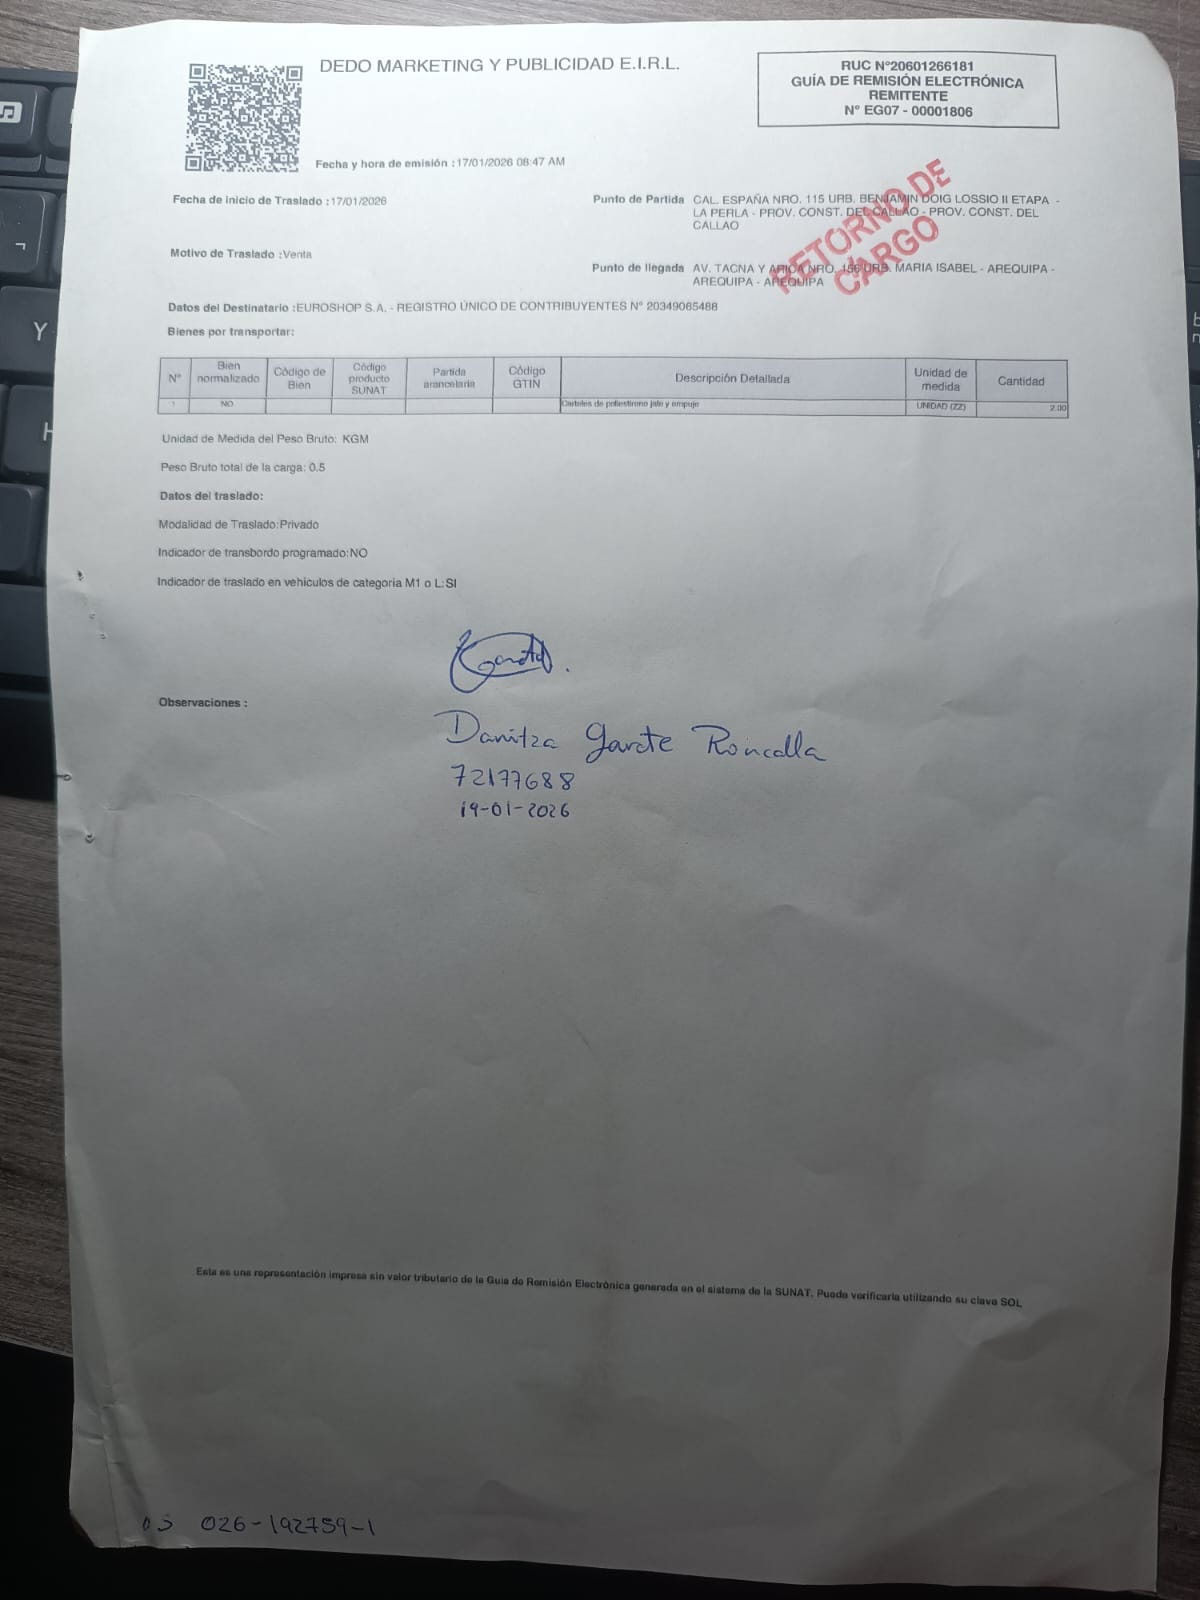 DEDO MARKETING Y PUBLICIDAD E.I.R.L.
RUC N°20601266181
GUÍA DE REMISIÓN ELECTRÓNICA
REMITENTE
N° EG07 - 00001806
Fecha y hora de emisión :17/01/2026 08:47 AM
Fecha de inicio de Traslado :17/01/2026
Punto de Partida CAL. ESPAÑA NRO. 115 URB. BENJAMIN DOIG LOSSIO II ETAPA -
LA PERLA - PROV. CONST. DEL CALLAO - PROV. CONST. DEL
CALLAO
RETORNO DE
CARGO
Motivo de Traslado :Venta
Punto de llegada AV. TACNA Y ARICA NRO. 156 URB. MARIA ISABEL - AREQUIPA -
AREQUIPA - AREQUIPA
Datos del Destinatario :EUROSHOP S.A. - REGISTRO ÚNICO DE CONTRIBUYENTES N° 20349065488
Bienes por transportar:
N° Bien normalizado Código de Bien Código producto SUNAT Partida arancelaria Código GTIN Descripción Detallada Unidad de medida Cantidad
1 NO Carteles de poliestireno jale y empuje UNIDAD (ZZ) 2.00
Unidad de Medida del Peso Bruto: KGM
Peso Bruto total de la carga: 0.5
Datos del traslado:
Modalidad de Traslado:Privado
Indicador de transbordo programado:NO
Indicador de traslado en vehículos de categoría M1 o L:SI
Observaciones :
Danitza Garate Roncalla
72177688
19-01-2026
Esta es una representación impresa sin valor tributario de la Guía de Remisión Electrónica generada en el sistema de la SUNAT. Puede verificarla utilizando su clave SOL
026-192759-1
Y
H